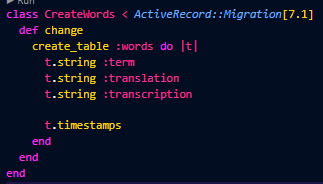 Run
class CreateWords < ActiveRecord::Migration[7.1]
def change
create_table :words do |t|
t.string :term
t.string :translation
t.string :transcription
t.timestamps
end
end
end